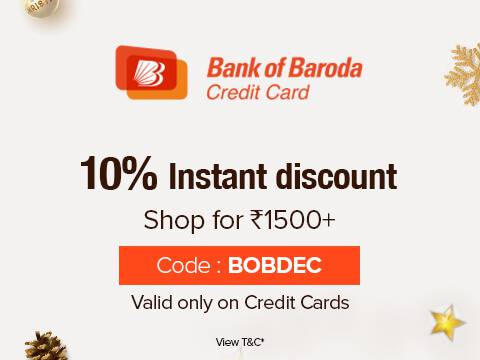 Bank of Baroda
Credit Card
10% Instant discount
Shop for ₹1500+
Code : BOBDEC
Valid only on Credit Cards
View T&C*